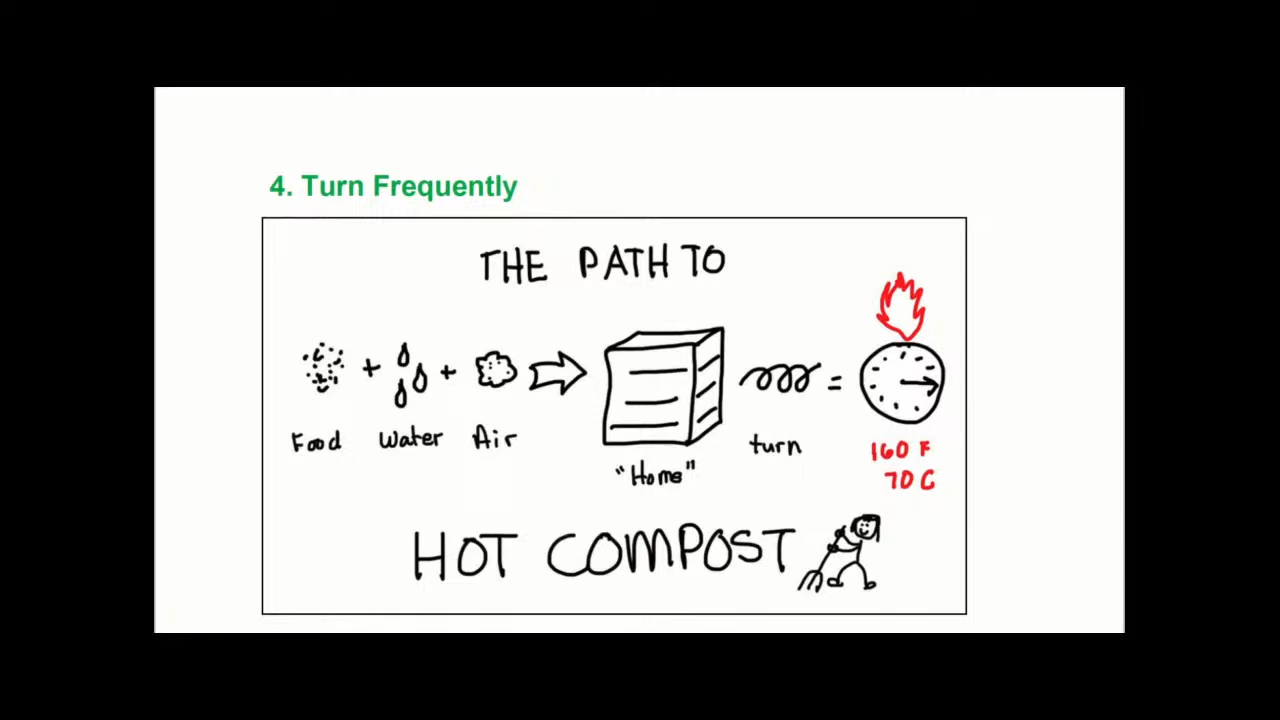 4. Turn Frequently
THE PATH TO
+ + =
Food Water Air turn
"Home"
160 F
70 C
HOT COMPOST